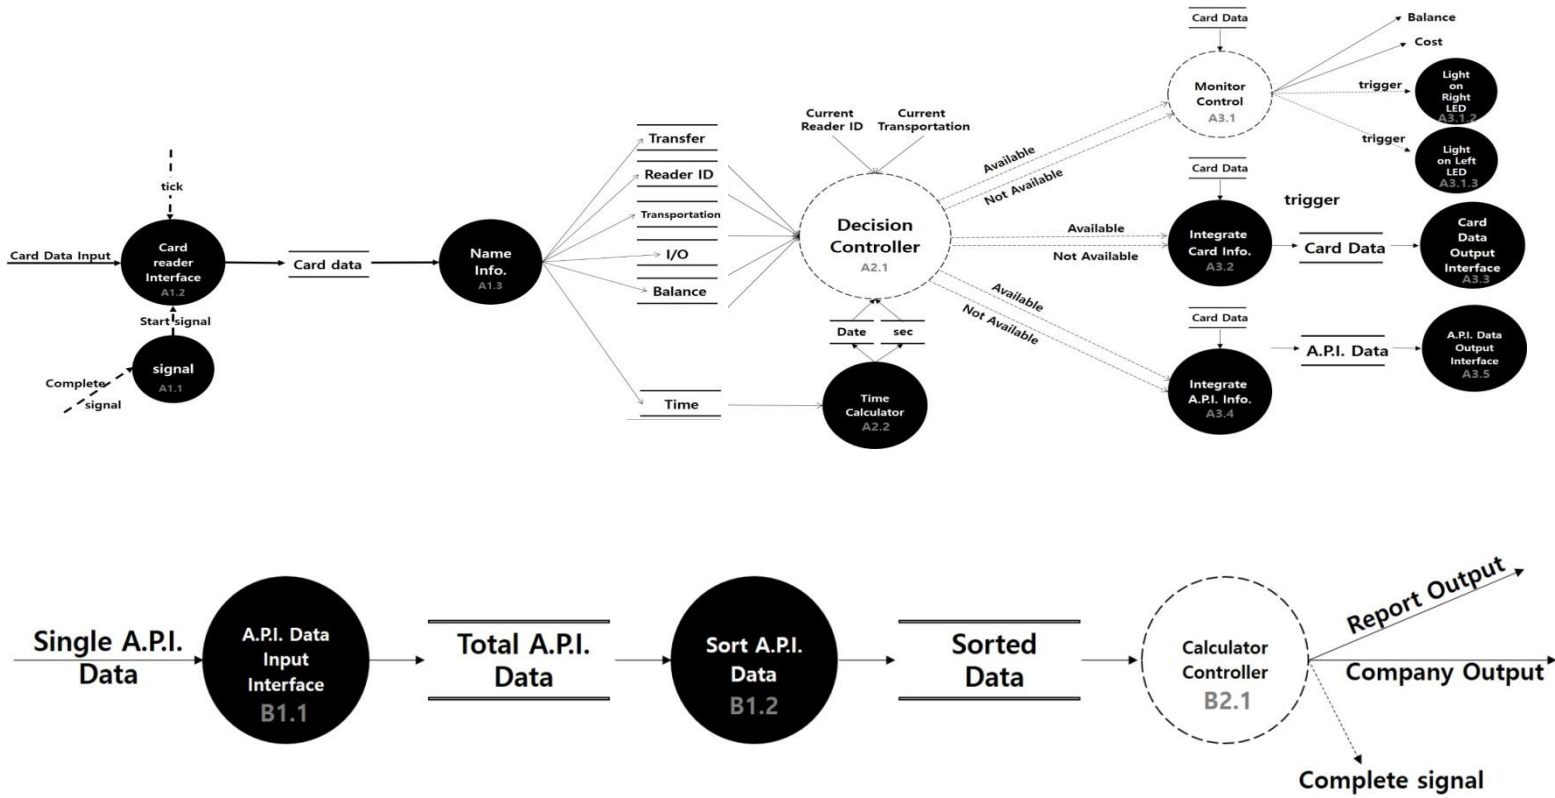 Card Data
Balance
Cost
Monitor
Control
A3.1
trigger
Light
on
Right
LED
A3.1.2
trigger
Light
on Left
LED
A3.1.3
Current
Reader ID
Current
Transportation
Transfer
Reader ID
Transportation
I/O
Balance
Time
tick
Card Data Input
Card
reader
Interface
A1.2
Start signal
signal
A1.1
Complete
signal
Card data
Name
Info.
A1.3
Decision
Controller
A2.1
Date
sec
Time
Calculator
A2.2
Available
Not Available
Available
Not Available
Available
Not Available
Card Data
Integrate
Card Info.
A3.2
trigger
Card Data
Card
Data
Output
Interface
A3.3
Card Data
Integrate
A.P.I. Info.
A3.4
A.P.I. Data
A.P.I. Data
Output
Interface
A3.5
Single A.P.I.
Data
A.P.I. Data
Input
Interface
B1.1
Total A.P.I.
Data
Sort A.P.I.
Data
B1.2
Sorted
Data
Calculator
Controller
B2.1
Report Output
Company Output
Complete signal